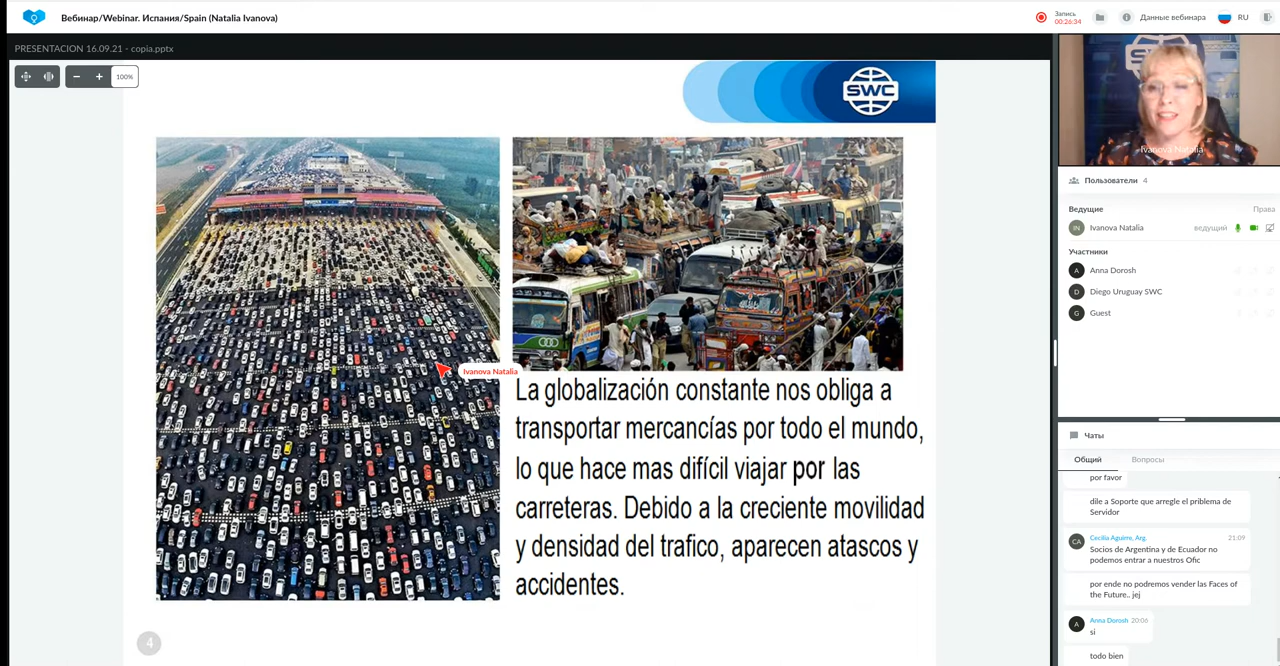 Вебинар/Webinar. Испания/Spain (Natalia Ivanova)
Запись
00:26:34
Данные вебинара
RU
PRESENTACION 16.09.21 - copia.pptx
100%
SWC
Ivanova Natalia
La globalización constante nos obliga a
transportar mercancías por todo el mundo,
lo que hace mas difícil viajar por las
carreteras. Debido a la creciente movilidad
y densidad del trafico, aparecen atascos y
accidentes.
4
Ivanova Natalia
Пользователи 4
Ведущие
Права
IN
Ivanova Natalia
ведущий
Участники
A
Anna Dorosh
D
Diego Uruguay SWC
G
Guest
Чаты
Общий
Вопросы
por favor
dile a Soporte que arregle el priblema de
Servidor
CA
Cecilia Aguirre, Arg.
21:09
Socios de Argentina y de Ecuador no
podemos entrar a nuestros Ofic
por ende no podremos vender las Faces of
the Future.. jej
A
Anna Dorosh 20:06
si
todo bien